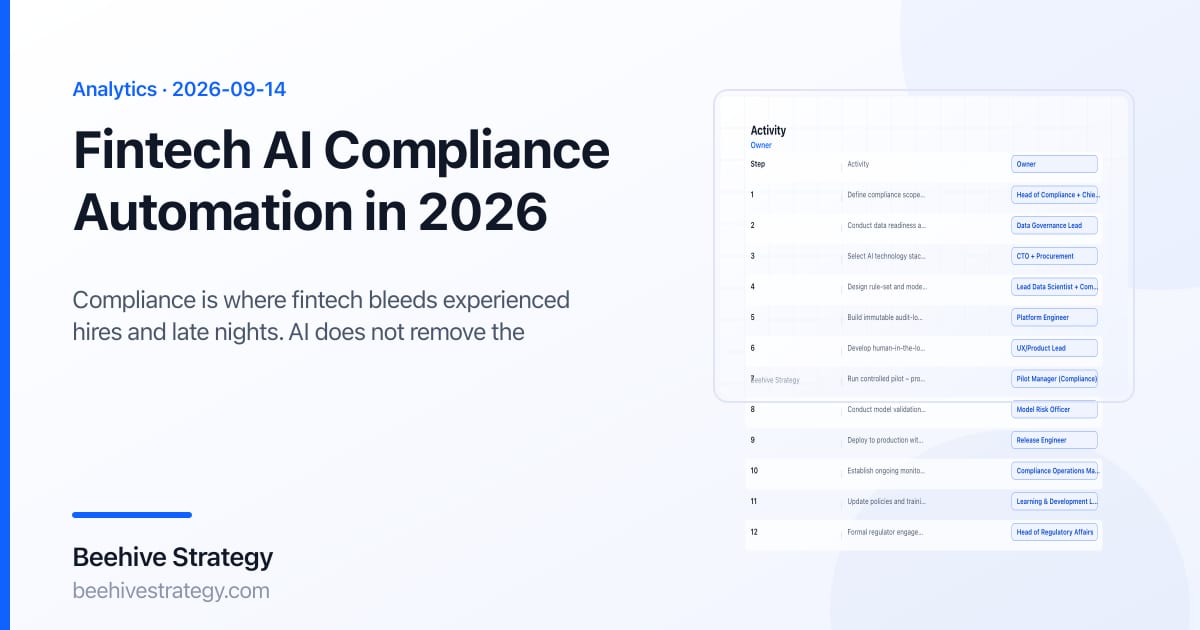 Analytics · 2026-09-14
Fintech AI Compliance
Automation in 2026
Compliance is where fintech bleeds experienced
hires and late nights. AI does not remove the
Beehive Strategy
beehivestrategy.com
Activity
Owner
Step Activity Owner
1 Define compliance scope... Head of Compliance + Chie...
2 Conduct data readiness a... Data Governance Lead
3 Select AI technology stac... CTO + Procurement
4 Design rule-set and mode... Lead Data Scientist + Com...
5 Build immutable audit-lo... Platform Engineer
6 Develop human-in-the-lo... UX/Product Lead
7 Beehive Strategy Run controlled pilot – pro... Pilot Manager (Compliance)
8 Conduct model validation... Model Risk Officer
9 Deploy to production wit... Release Engineer
10 Establish ongoing monito... Compliance Operations Ma...
11 Update policies and traini... Learning & Development L...
12 Formal regulator engage... Head of Regulatory Affairs